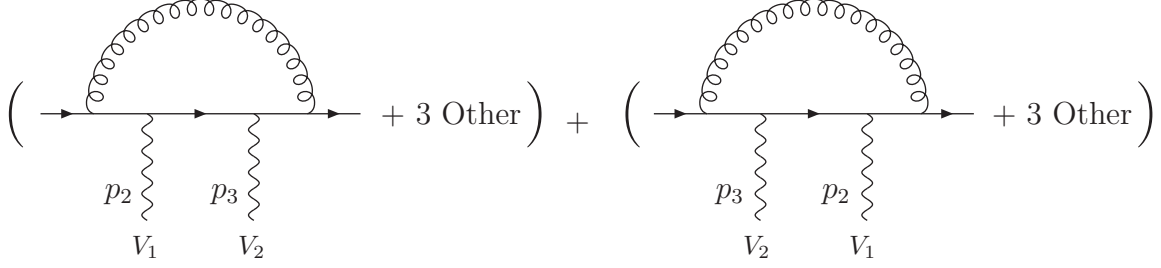 ( + 3 Other ) + ( + 3 Other )
p₂ p₃ p₃ p₂
V₁ V₂ V₂ V₁